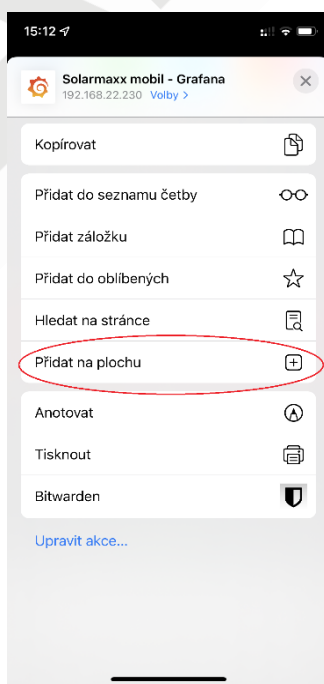 15:12
Solarmaxx mobil - Grafana
192.168.22.230 Volby >
Kopírovat
Přidat do seznamu četby
Přidat záložku
Přidat do oblíbených
Hledat na stránce
Přidat na plochu
Anotovat
Tisknout
Bitwarden
Upravit akce...